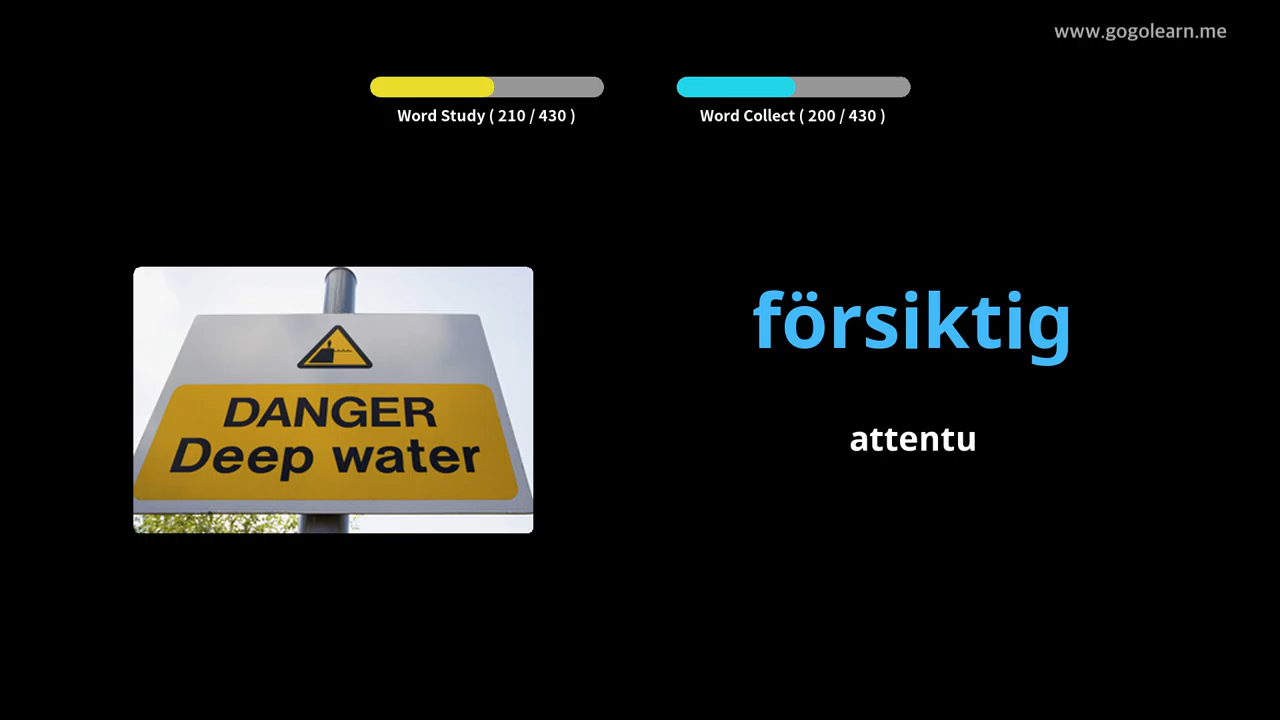 www.gogolearn.me
Word Study ( 210 / 430 )
Word Collect ( 200 / 430 )
DANGER
Deep water
försiktig
attentu